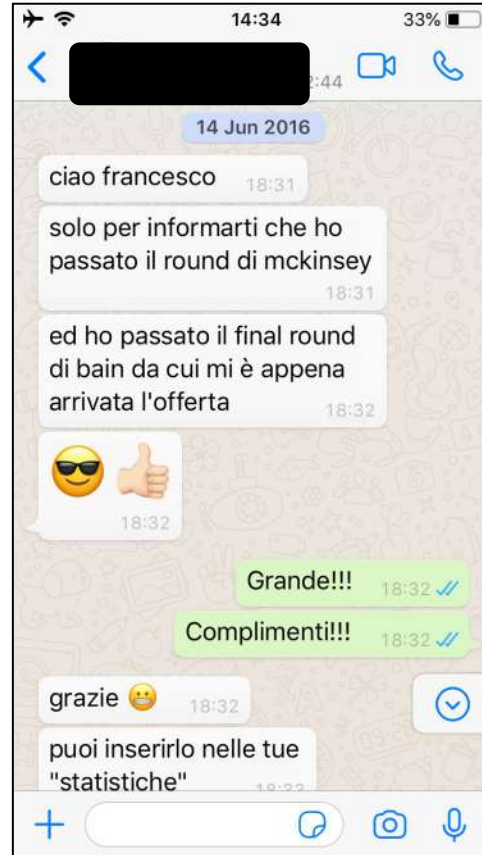 14:34
33%
2:44
14 Jun 2016
ciao francesco 18:31
solo per informarti che ho
passato il round di mckinsey
18:31
ed ho passato il final round
di bain da cui mi è appena
arrivata l'offerta 18:32
😎 👍🏻
18:32
Grande!!! 18:32
Complimenti!!! 18:32
grazie 😬 18:32
puoi inserirlo nelle tue
"statistiche"